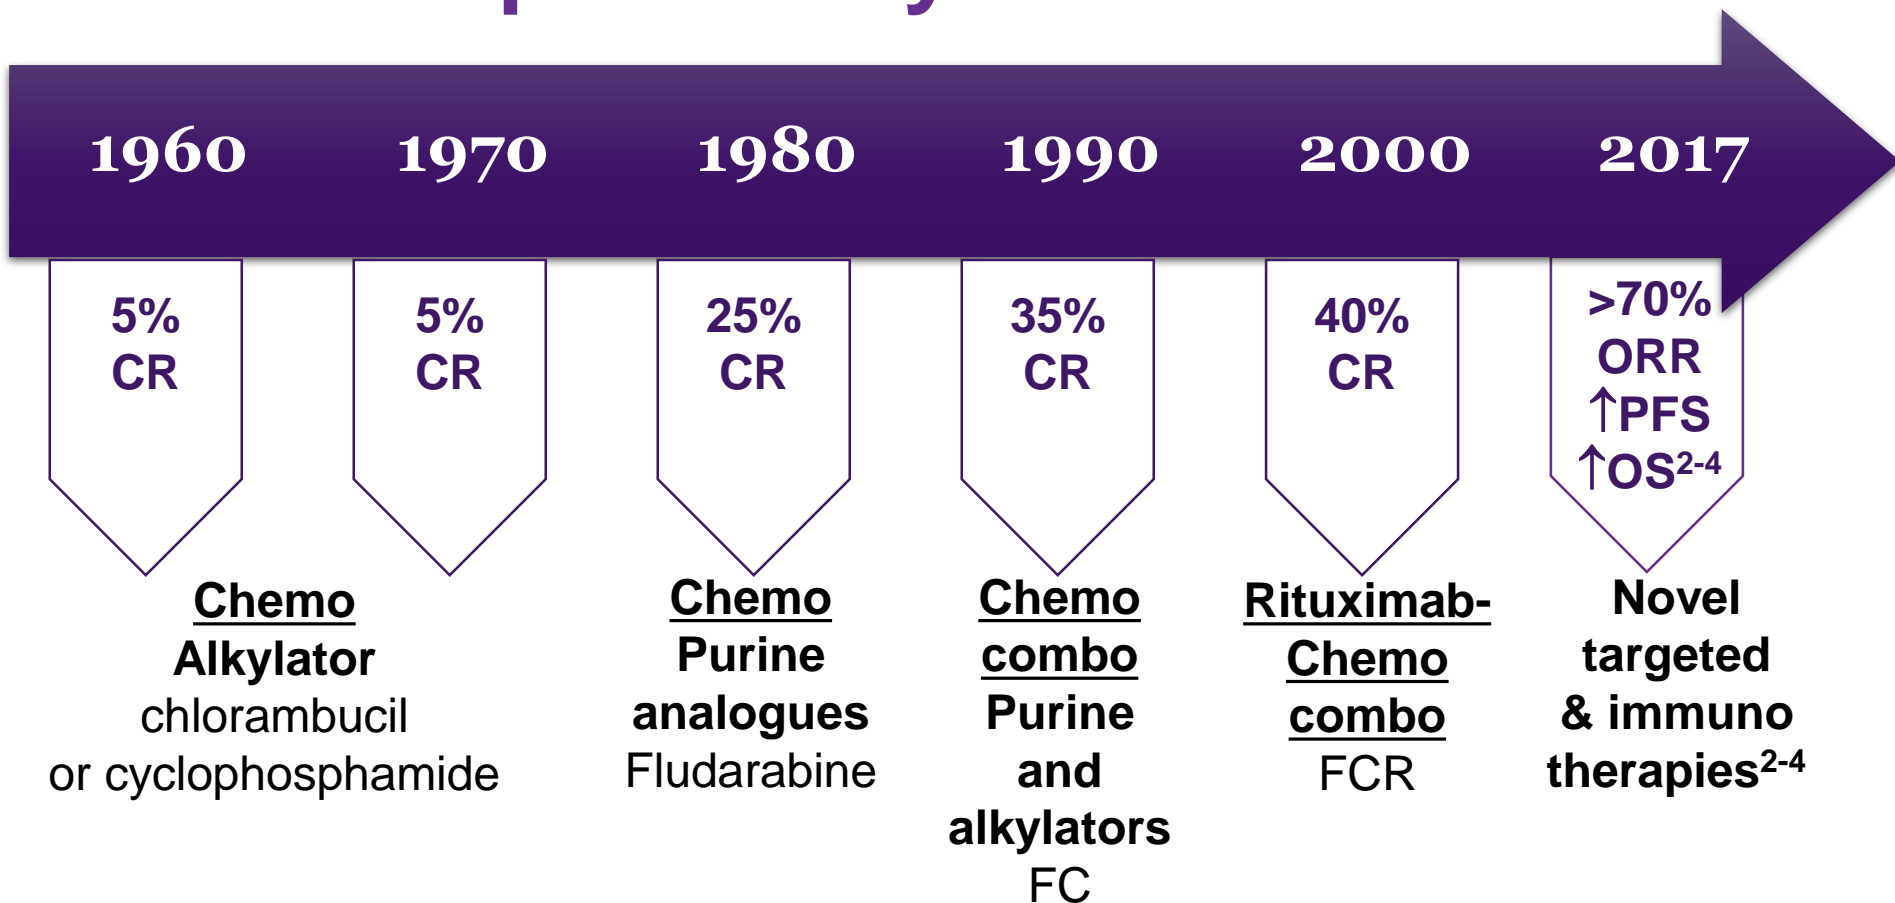 1960 1970 1980 1990 2000 2017
5%
CR
5%
CR
25%
CR
35%
CR
40%
CR
>70%
ORR
↑PFS
↑OS2-4
Chemo
Alkylator
chlorambucil
or cyclophosphamide
Chemo
Purine
analogues
Fludarabine
Chemo
combo
Purine
and
alkylators
FC
Rituximab-
Chemo
combo
FCR
Novel
targeted
& immuno
therapies2-4